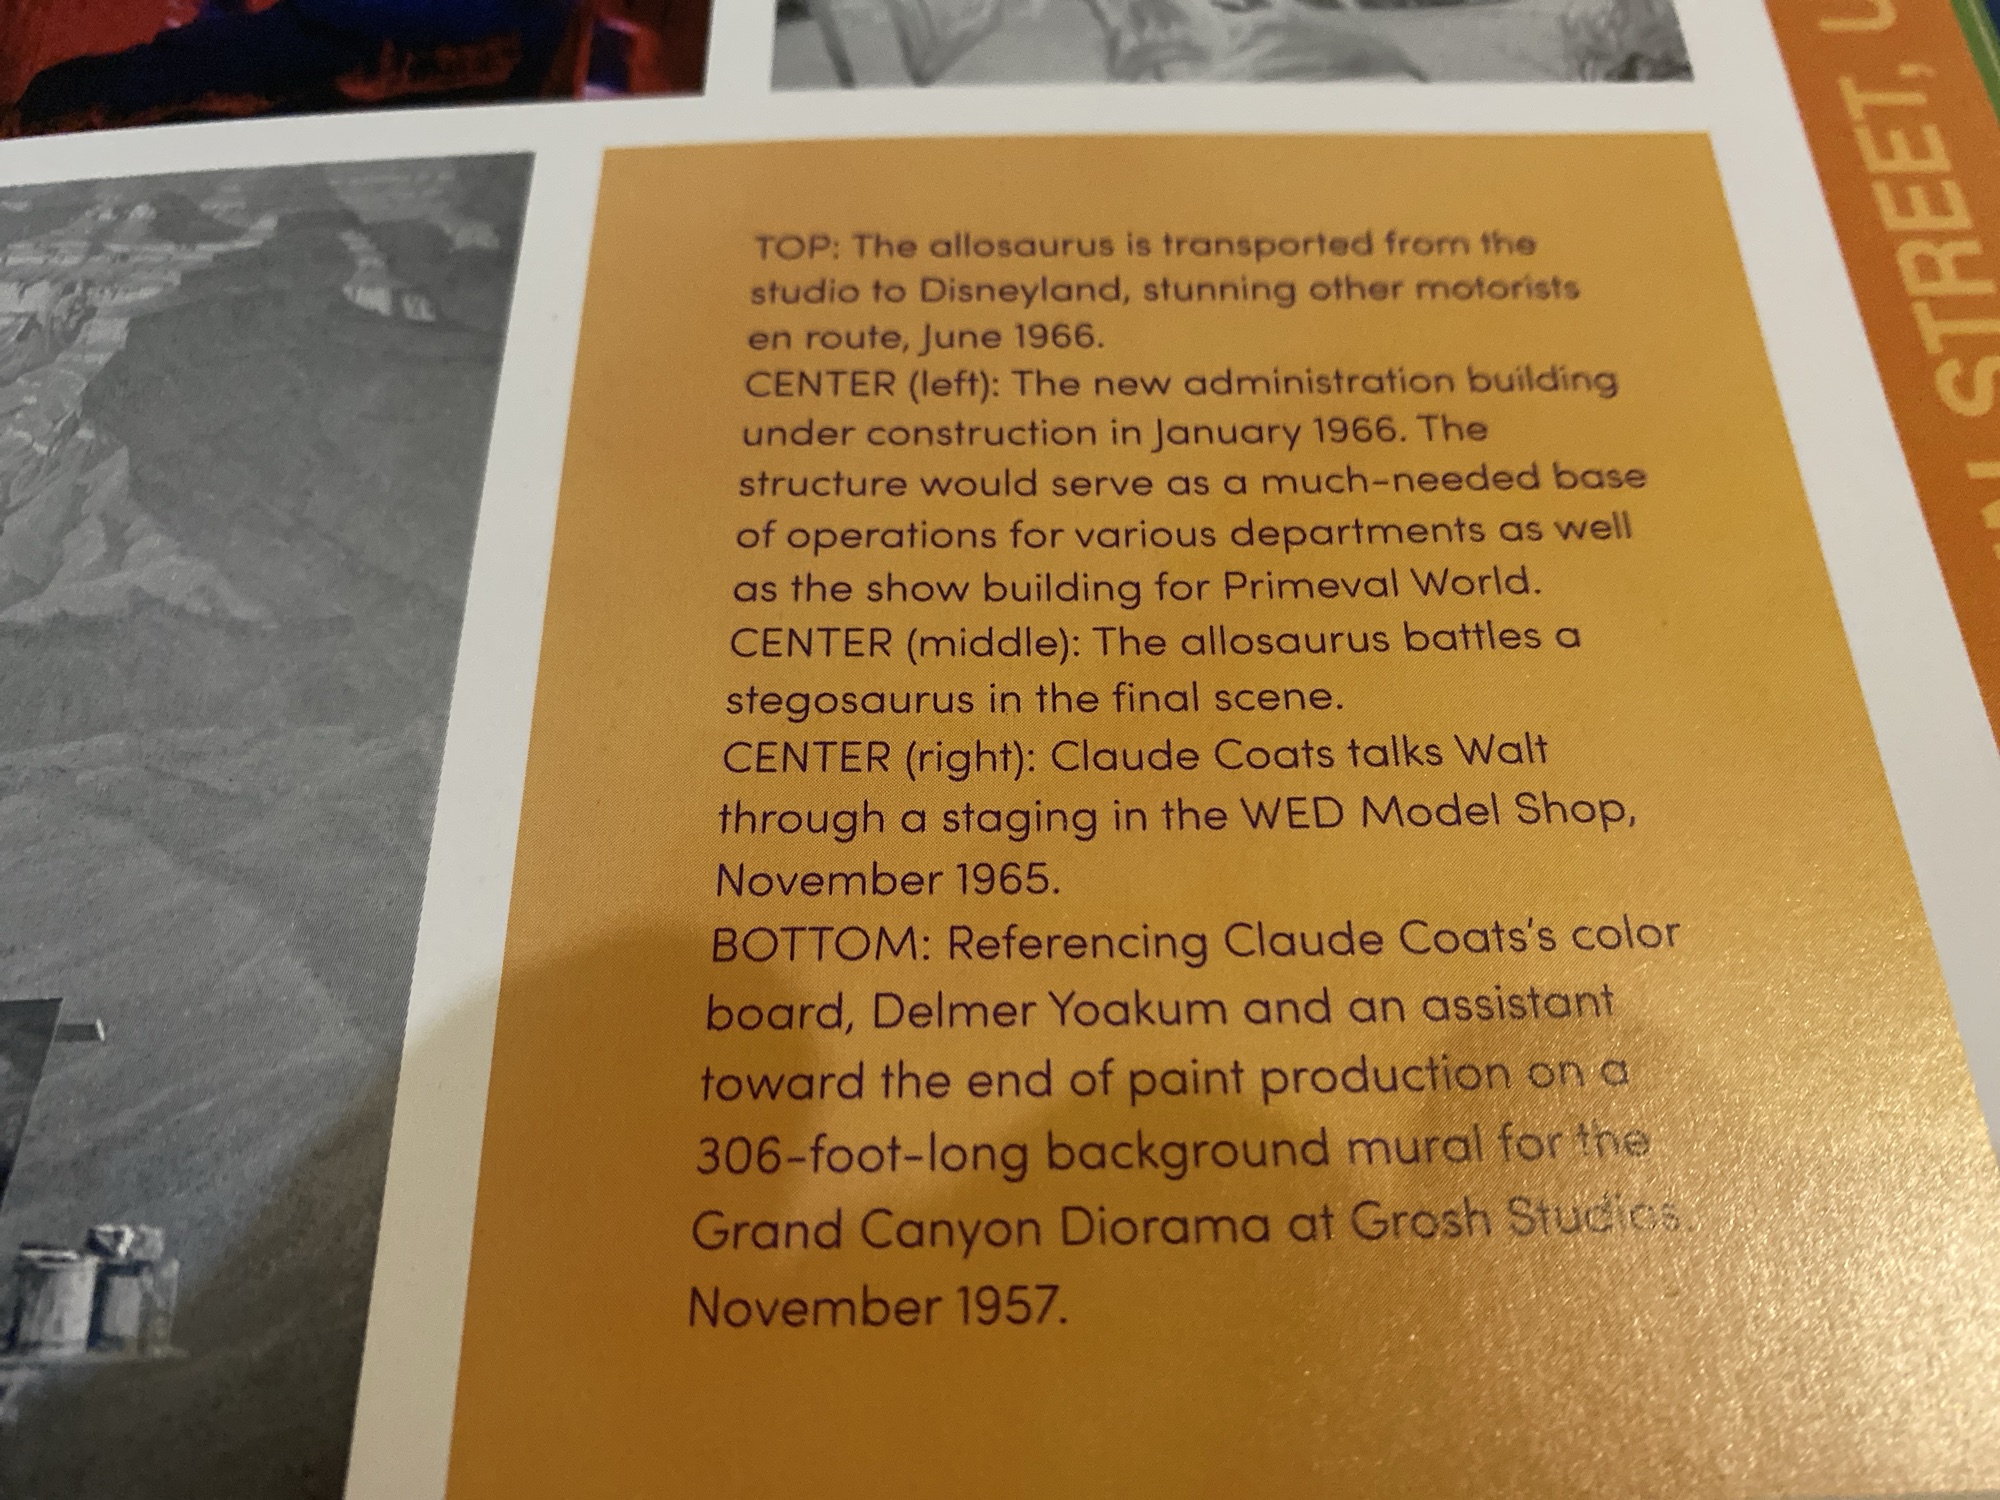 TOP: The allosaurus is transported from the
studio to Disneyland, stunning other motorists
en route, June 1966.
CENTER (left): The new administration building
under construction in January 1966. The
structure would serve as a much-needed base
of operations for various departments as well
as the show building for Primeval World.
CENTER (middle): The allosaurus battles a
stegosaurus in the final scene.
CENTER (right): Claude Coats talks Walt
through a staging in the WED Model Shop,
November 1965.
BOTTOM: Referencing Claude Coats's color
board, Delmer Yoakum and an assistant
toward the end of paint production on a
306-foot-long background mural for the
Grand Canyon Diorama at Grosh Studios.
November 1957.
STREET,